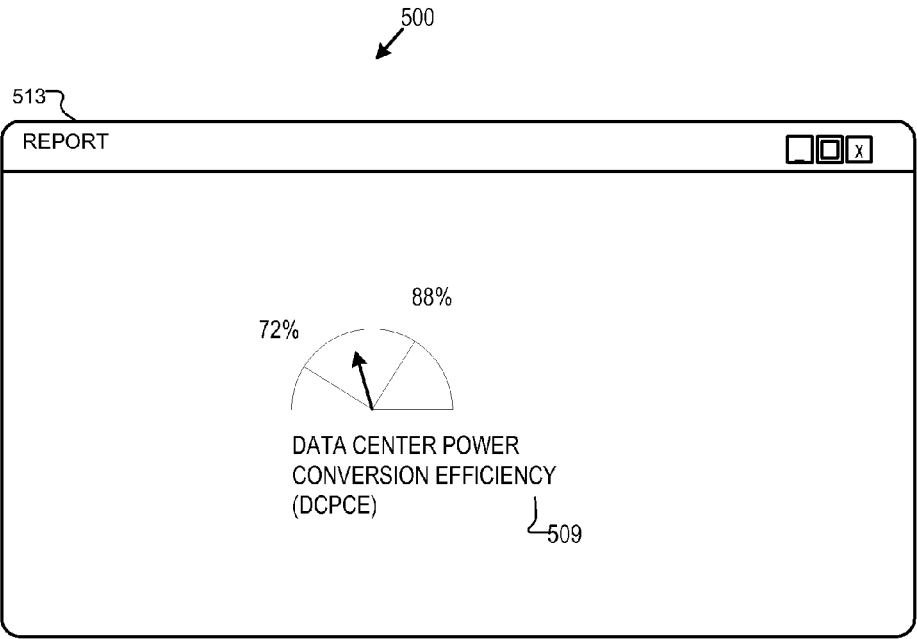 500
513
REPORT
_ X
88%
72%
DATA CENTER POWER
CONVERSION EFFICIENCY
(DCPCE)
509